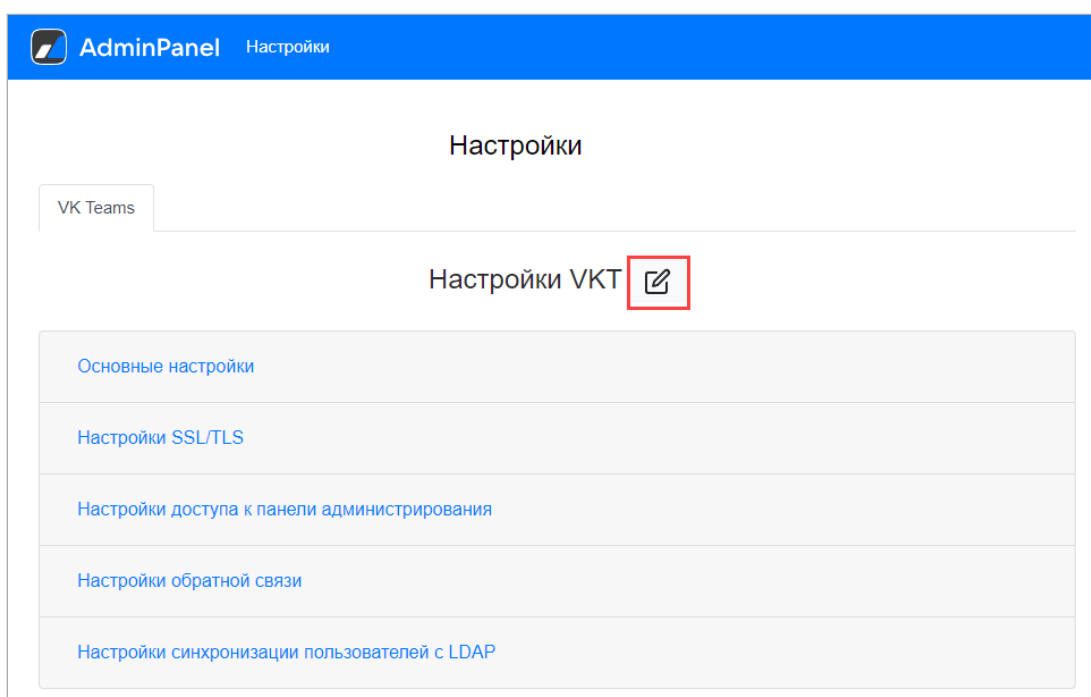 AdminPanel Настройки
Настройки
VK Teams
Настройки VKT
Основные настройки
Настройки SSL/TLS
Настройки доступа к панели администрирования
Настройки обратной связи
Настройки синхронизации пользователей с LDAP